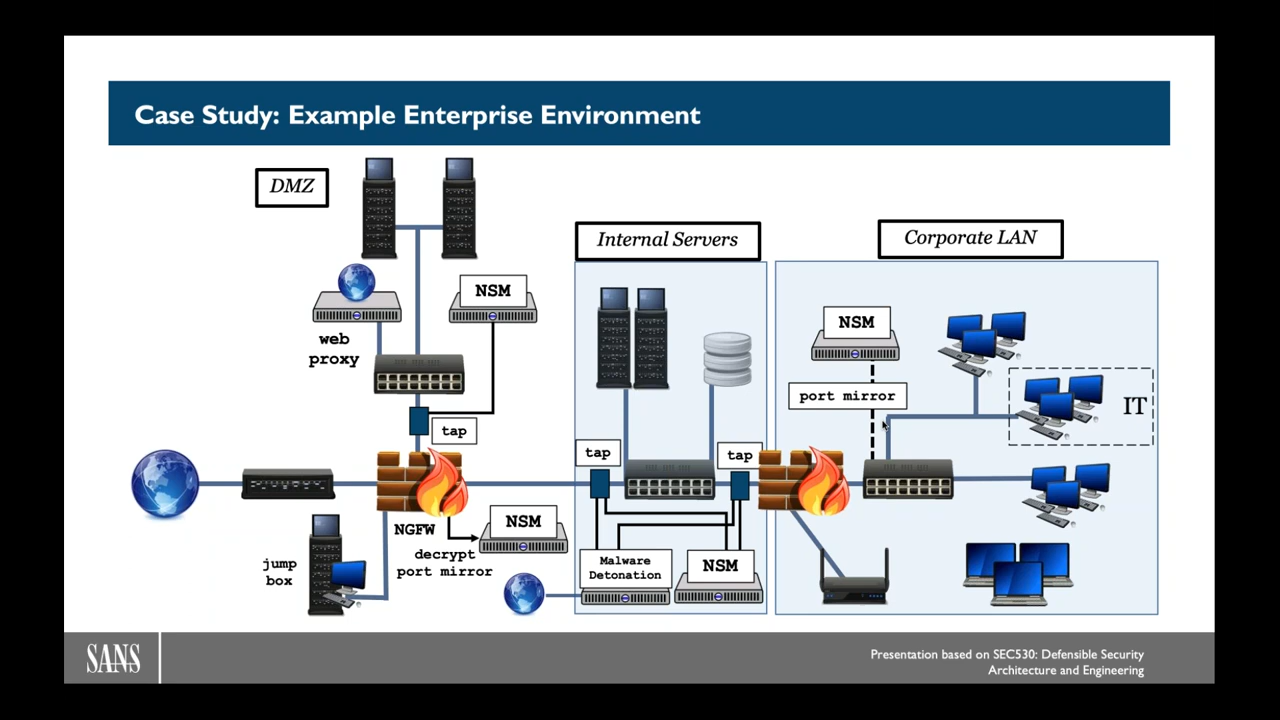 Case Study: Example Enterprise Environment
DMZ
Internal Servers
Corporate LAN
NSM
web
proxy
NSM
port mirror
IT
tap
tap
tap
NGFW
decrypt
port mirror
NSM
jump
box
Malware
Detonation
NSM
SANS
Presentation based on SEC530: Defensible Security
Architecture and Engineering